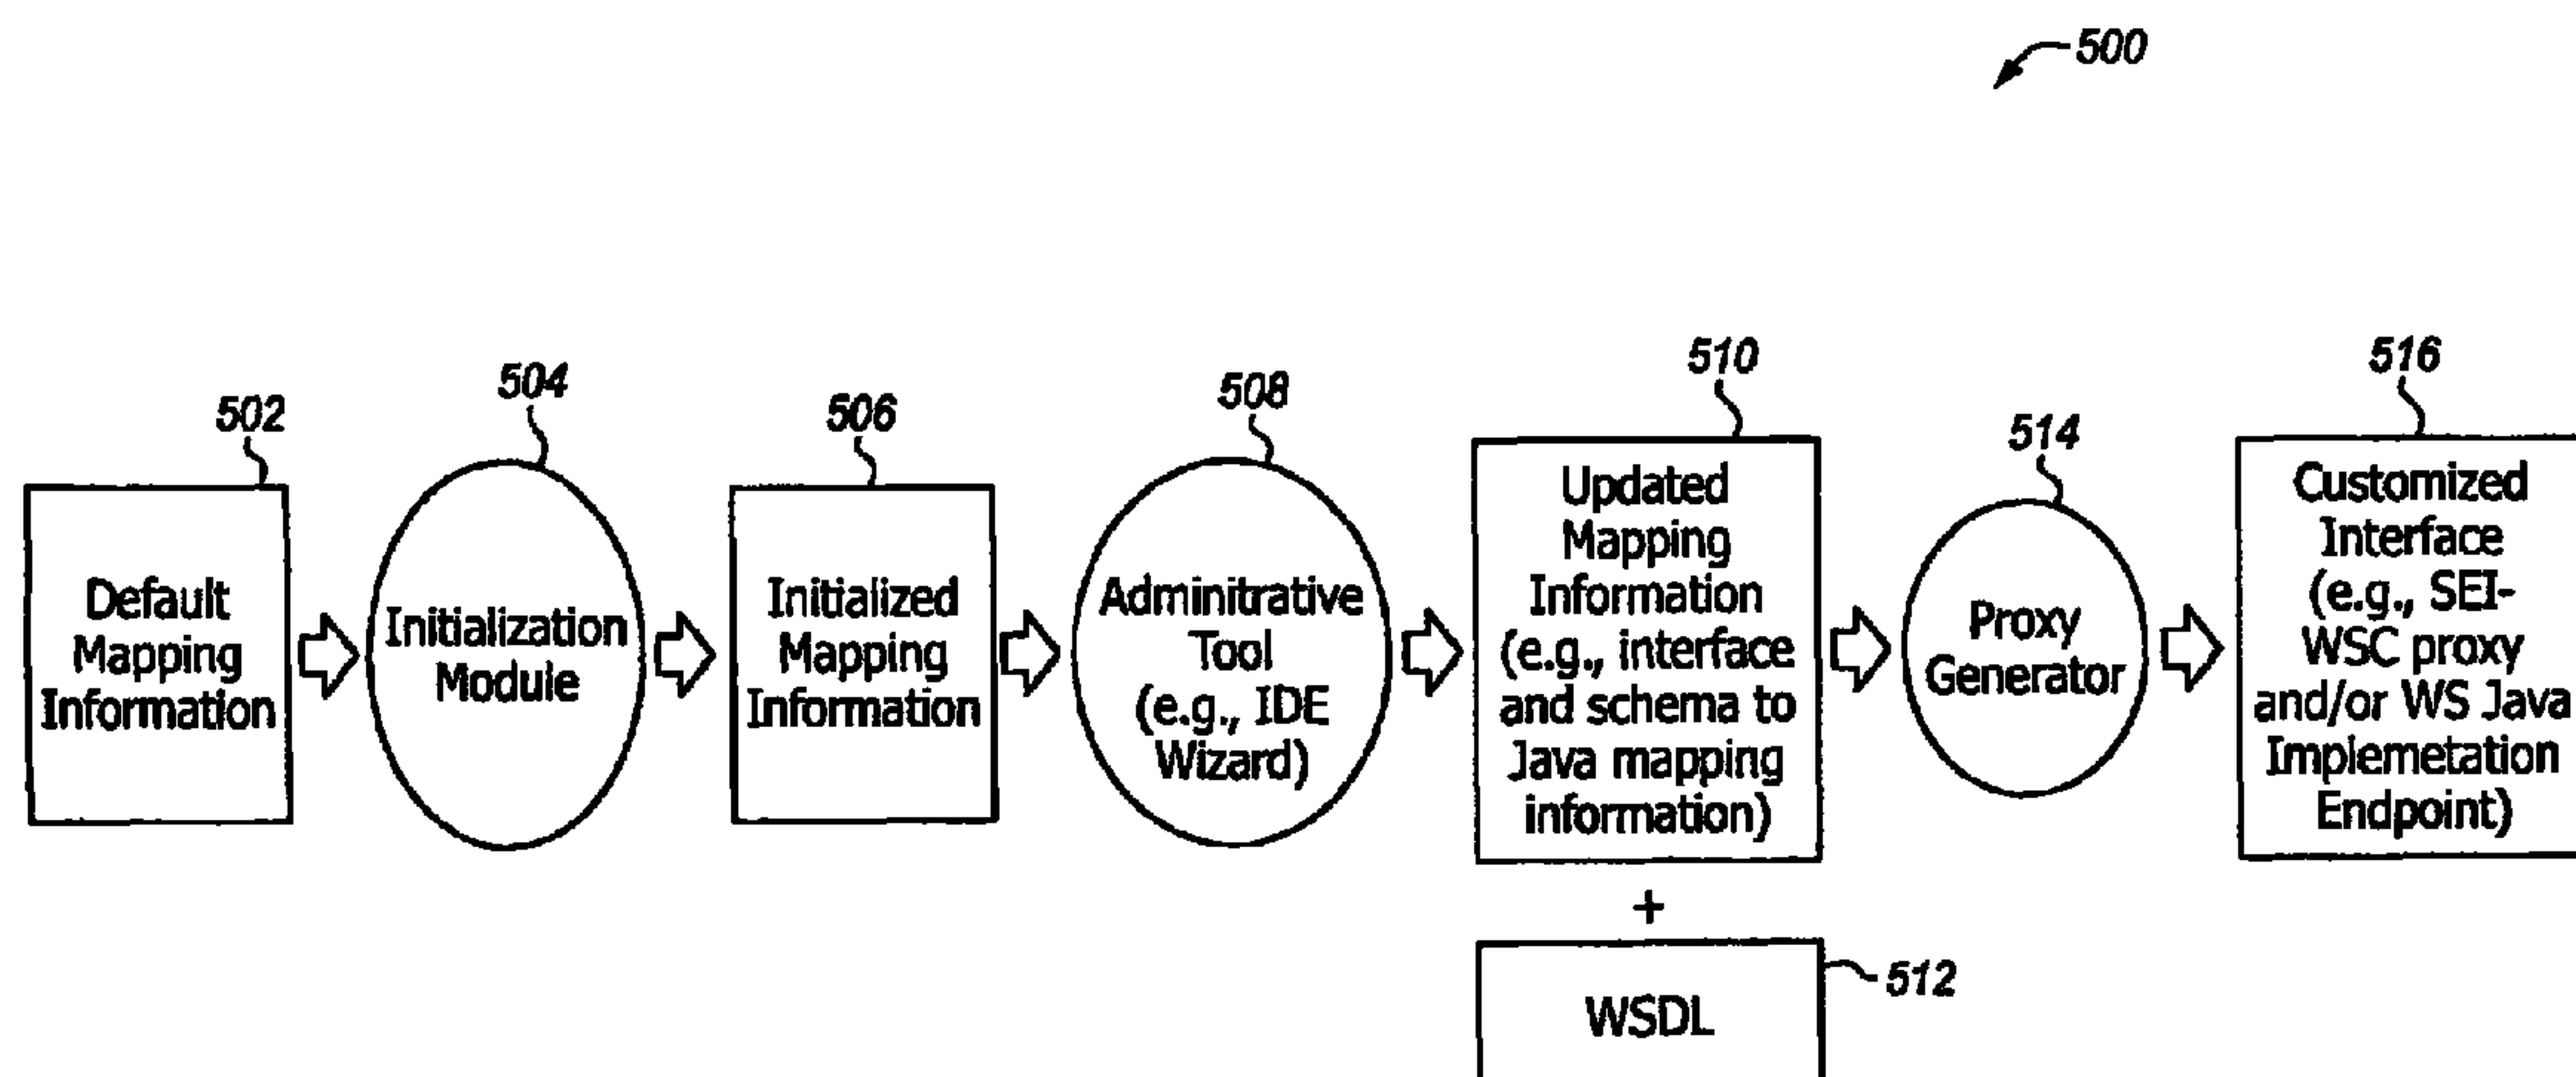 500
502
Default
Mapping
Information
504
Initialization
Module
506
Initialized
Mapping
Information
508
Adminitrative
Tool
(e.g., IDE
Wizard)
510
Updated
Mapping
Information
(e.g., interface
and schema to
Java mapping
information)
+
WSDL
512
514
Proxy
Generator
516
Customized
Interface
(e.g., SEI-
WSC proxy
and/or WS Java
Implemetation
Endpoint)